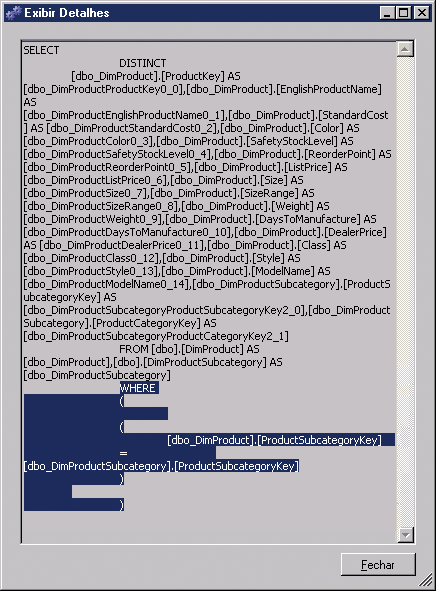 Exibir Detalhes
SELECT
DISTINCT
[dbo_DimProduct].[ProductKey] AS
[dbo_DimProductProductKey0_0],[dbo_DimProduct].[EnglishProductName]
AS
[dbo_DimProductEnglishProductName0_1],[dbo_DimProduct].[StandardCost
] AS [dbo_DimProductStandardCost0_2],[dbo_DimProduct].[Color] AS
[dbo_DimProductColor0_3],[dbo_DimProduct].[SafetyStockLevel] AS
[dbo_DimProductSafetyStockLevel0_4],[dbo_DimProduct].[ReorderPoint] AS
[dbo_DimProductReorderPoint0_5],[dbo_DimProduct].[ListPrice] AS
[dbo_DimProductListPrice0_6],[dbo_DimProduct].[Size] AS
[dbo_DimProductSize0_7],[dbo_DimProduct].[SizeRange] AS
[dbo_DimProductSizeRange0_8],[dbo_DimProduct].[Weight] AS
[dbo_DimProductWeight0_9],[dbo_DimProduct].[DaysToManufacture] AS
[dbo_DimProductDaysToManufacture0_10],[dbo_DimProduct].[DealerPrice]
AS [dbo_DimProductDealerPrice0_11],[dbo_DimProduct].[Class] AS
[dbo_DimProductClass0_12],[dbo_DimProduct].[Style] AS
[dbo_DimProductStyle0_13],[dbo_DimProduct].[ModelName] AS
[dbo_DimProductModelName0_14],[dbo_DimProductSubcategory].[ProductS
ubcategoryKey] AS
[dbo_DimProductSubcategoryProductSubcategoryKey2_0],[dbo_DimProduct
Subcategory].[ProductCategoryKey] AS
[dbo_DimProductSubcategoryProductCategoryKey2_1]
FROM [dbo].[DimProduct] AS
[dbo_DimProduct],[dbo].[DimProductSubcategory] AS
[dbo_DimProductSubcategory]
WHERE
(
(
[dbo_DimProduct].[ProductSubcategoryKey]
=
[dbo_DimProductSubcategory].[ProductSubcategoryKey]
)
)
Fechar